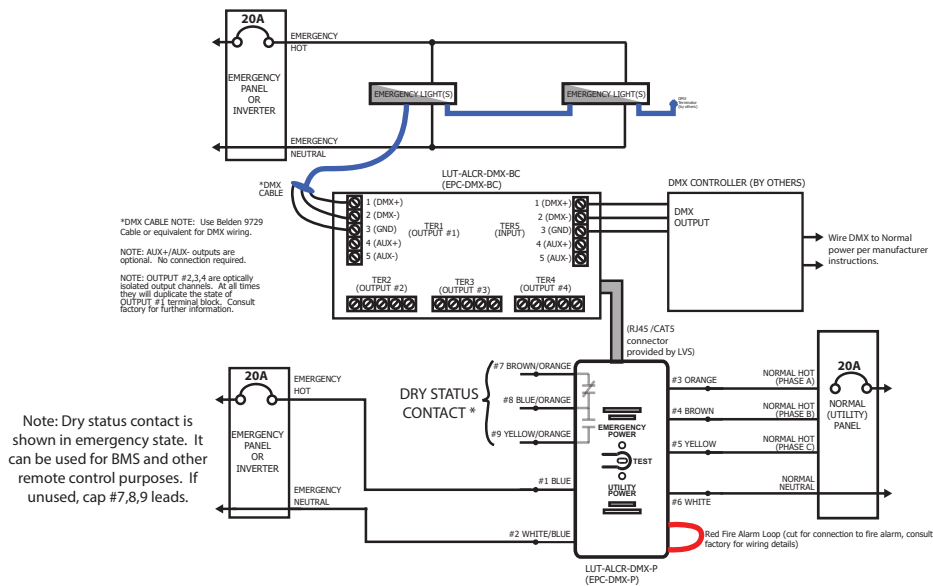 20A
EMERGENCY
HOT
EMERGENCY
PANEL
OR
INVERTER
EMERGENCY
NEUTRAL
EMERGENCY LIGHT(S)
EMERGENCY LIGHT(S)
DMX
Terminator
(by others)
*DMX
CABLE
*DMX CABLE NOTE: Use Belden 9729
Cable or equivalent for DMX wiring.
NOTE: AUX+/AUX- outputs are
optional. No connection required.
NOTE: OUTPUT #2,3,4 are optically
isolated output channels. At all times
they will duplicate the state of
OUTPUT #1 terminal block. Consult
factory for further information.
LUT-ALCR-DMX-BC
(EPC-DMX-BC)
1 (DMX+)
2 (DMX-)
3 (GND)
4 (AUX+)
5 (AUX-)
TER1
(OUTPUT #1)
TER5
(INPUT)
1 (DMX+)
2 (DMX-)
3 (GND)
4 (AUX+)
5 (AUX-)
TER2
(OUTPUT #2)
TER3
(OUTPUT #3)
TER4
(OUTPUT #4)
DMX CONTROLLER (BY OTHERS)
DMX
OUTPUT
Wire DMX to Normal
power per manufacturer
instructions.
(RJ45 /CAT5
connector
provided by LVS)
Note: Dry status contact is
shown in emergency state. It
can be used for BMS and other
remote control purposes. If
unused, cap #7,8,9 leads.
20A
EMERGENCY
HOT
EMERGENCY
PANEL
OR
INVERTER
EMERGENCY
NEUTRAL
DRY STATUS
CONTACT *
#7 BROWN/ORANGE
#8 BLUE/ORANGE
#9 YELLOW/ORANGE
#1 BLUE
#2 WHITE/BLUE
EMERGENCY
POWER
TEST
UTILITY
POWER
#3 ORANGE
#4 BROWN
#5 YELLOW
#6 WHITE
NORMAL HOT
(PHASE A)
NORMAL HOT
(PHASE B)
NORMAL HOT
(PHASE C)
NORMAL
NEUTRAL
20A
NORMAL
(UTILITY)
PANEL
Red Fire Alarm Loop (cut for connection to fire alarm, consult
factory for wiring details)
LUT-ALCR-DMX-P
(EPC-DMX-P)